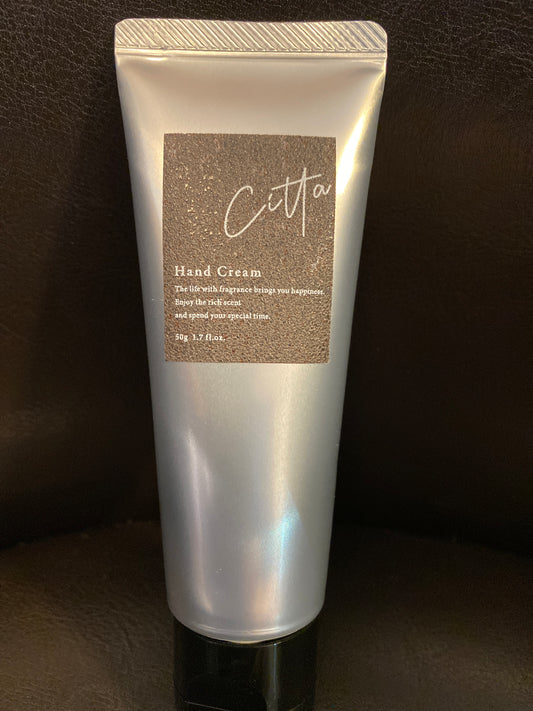 Citta
Hand Cream
The life with fragrance brings you happiness.
Enjoy the rich scent
and spend your special time.
50g 1.7 fl.oz.